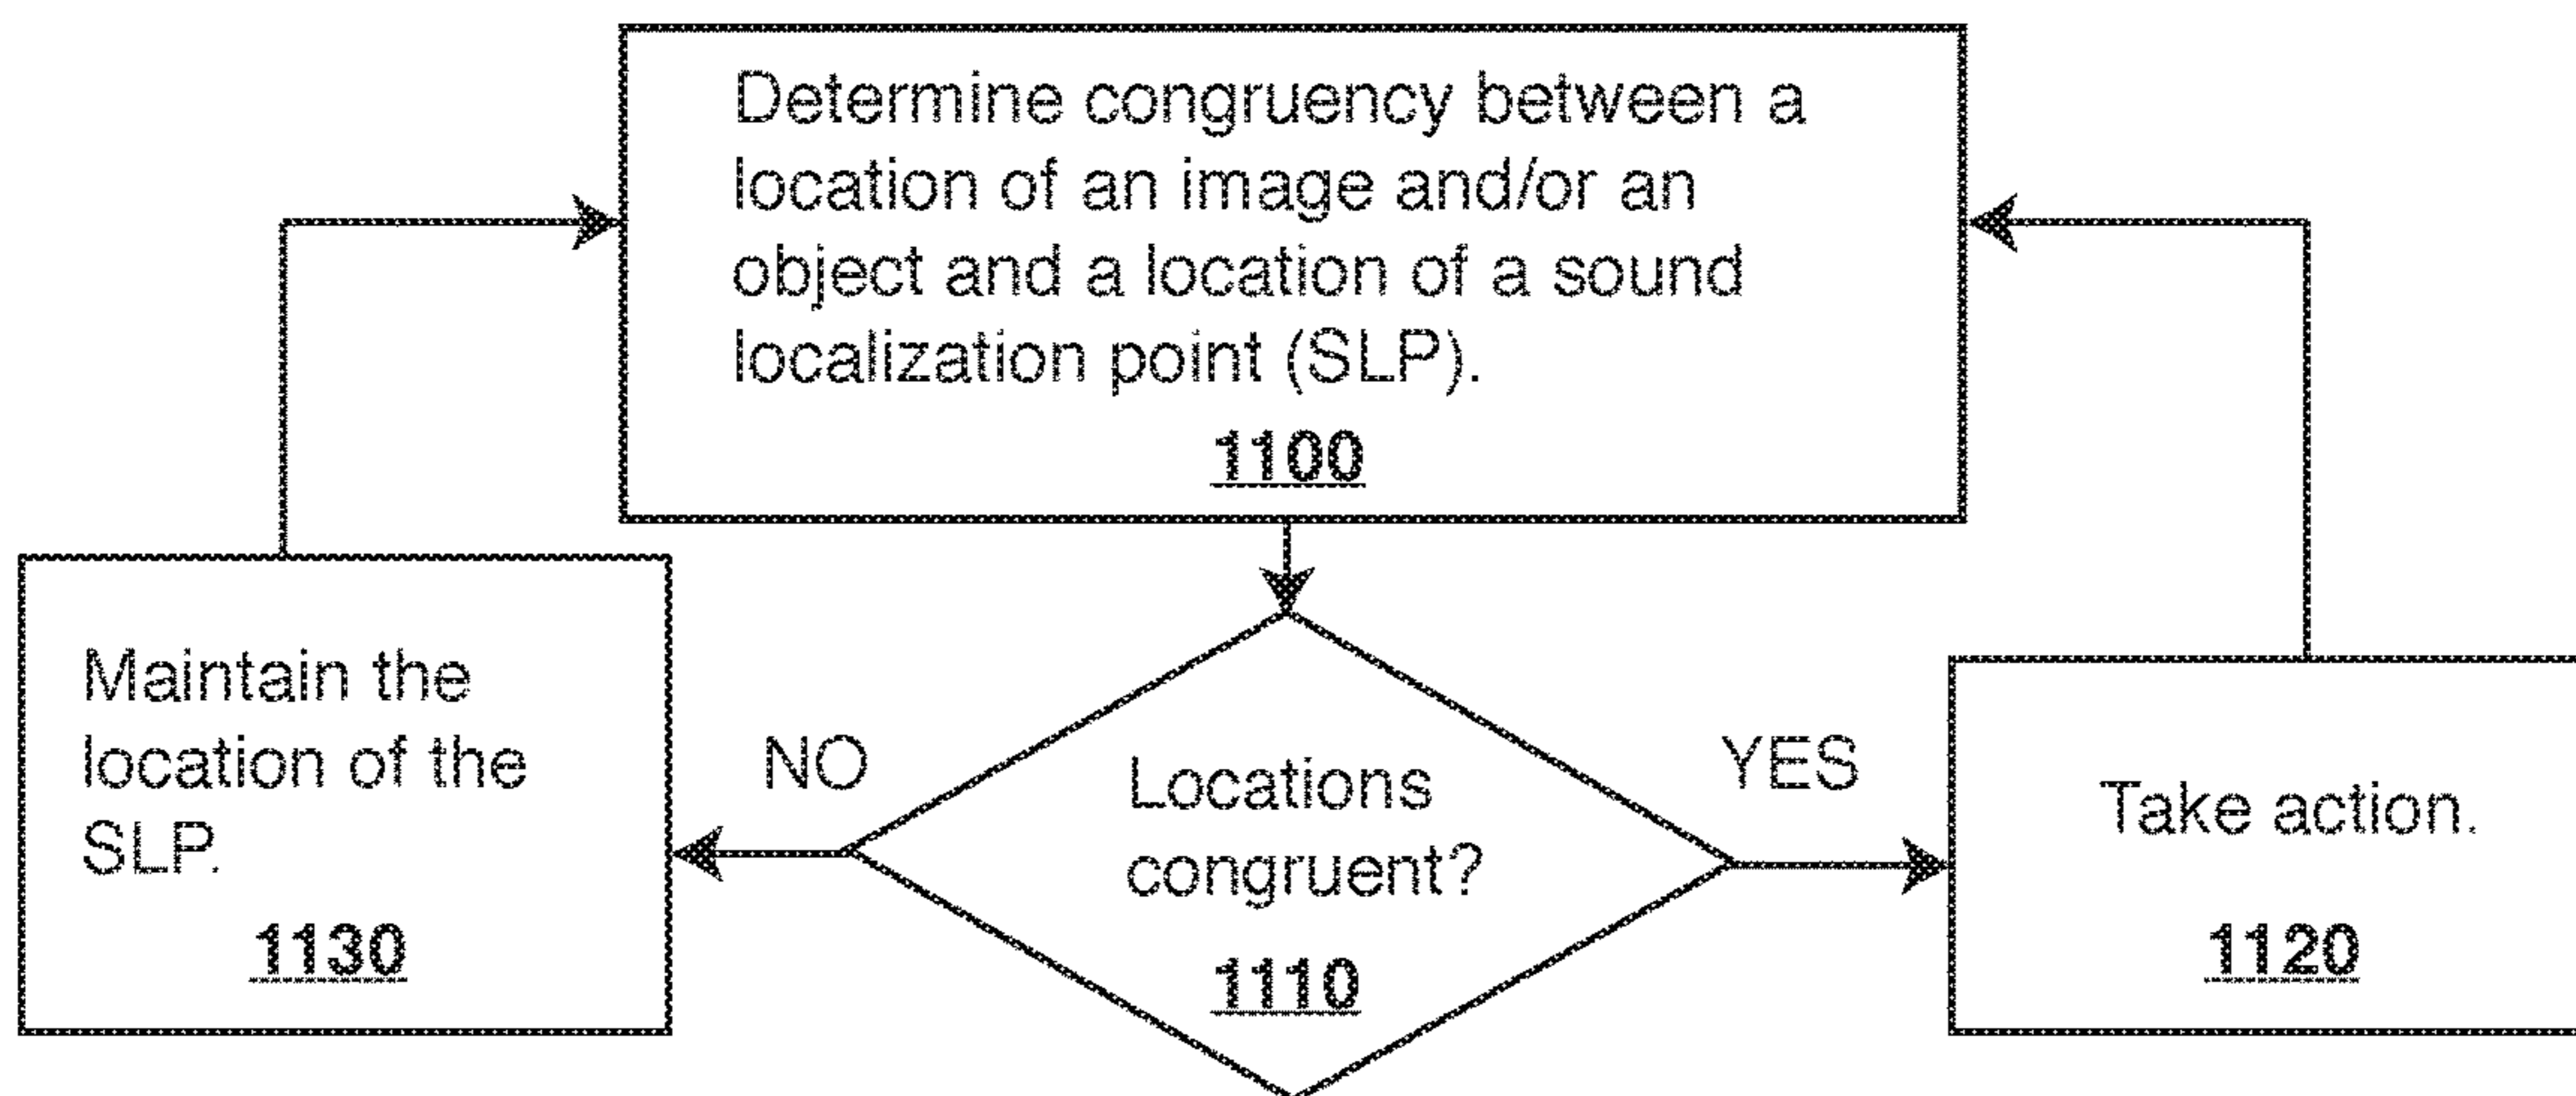 Determine congruency between a
location of an image and/or an
object and a location of a sound
localization point (SLP).
1100
Maintain the
location of the
SLP.
1130
NO
Locations
congruent?
1110
YES
Take action.
1120